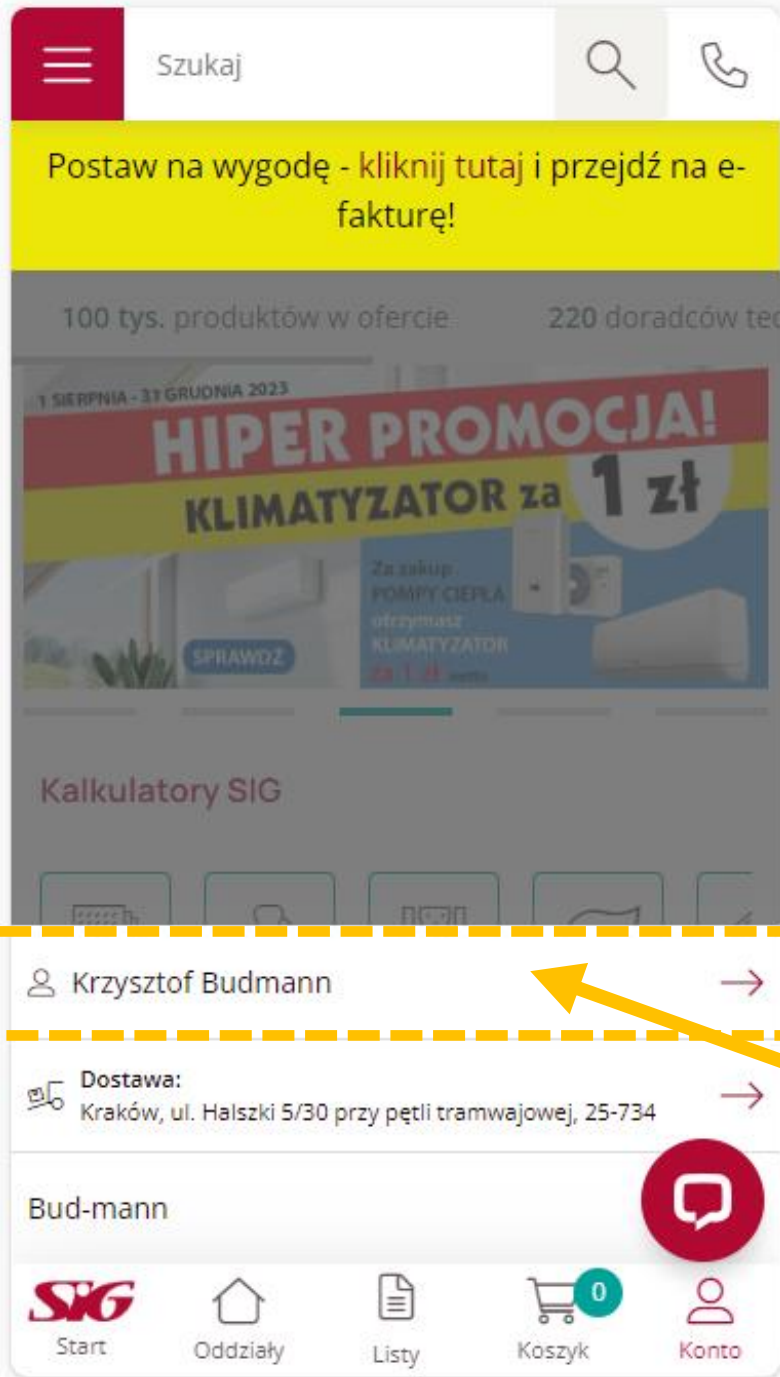 Szukaj
Postaw na wygodę - kliknij tutaj i przejdź na e-
fakturę!
100 tys. produktów w ofercie 220 doradców tec
1 SIERPNIA - 31 GRUDNIA 2023
HIPER PROMOCJA!
KLIMATYZATOR za 1 zł
Za zakup
POMPY CIEPŁA
otrzymasz
KLIMATYZATOR
za 1 zł netto
SPRAWDŹ
Kalkulatory SIG
Krzysztof Budmann
Dostawa:
Kraków, ul. Halszki 5/30 przy pętli tramwajowej, 25-734
Bud-mann
SIG
0
Start Oddziały Listy Koszyk Konto